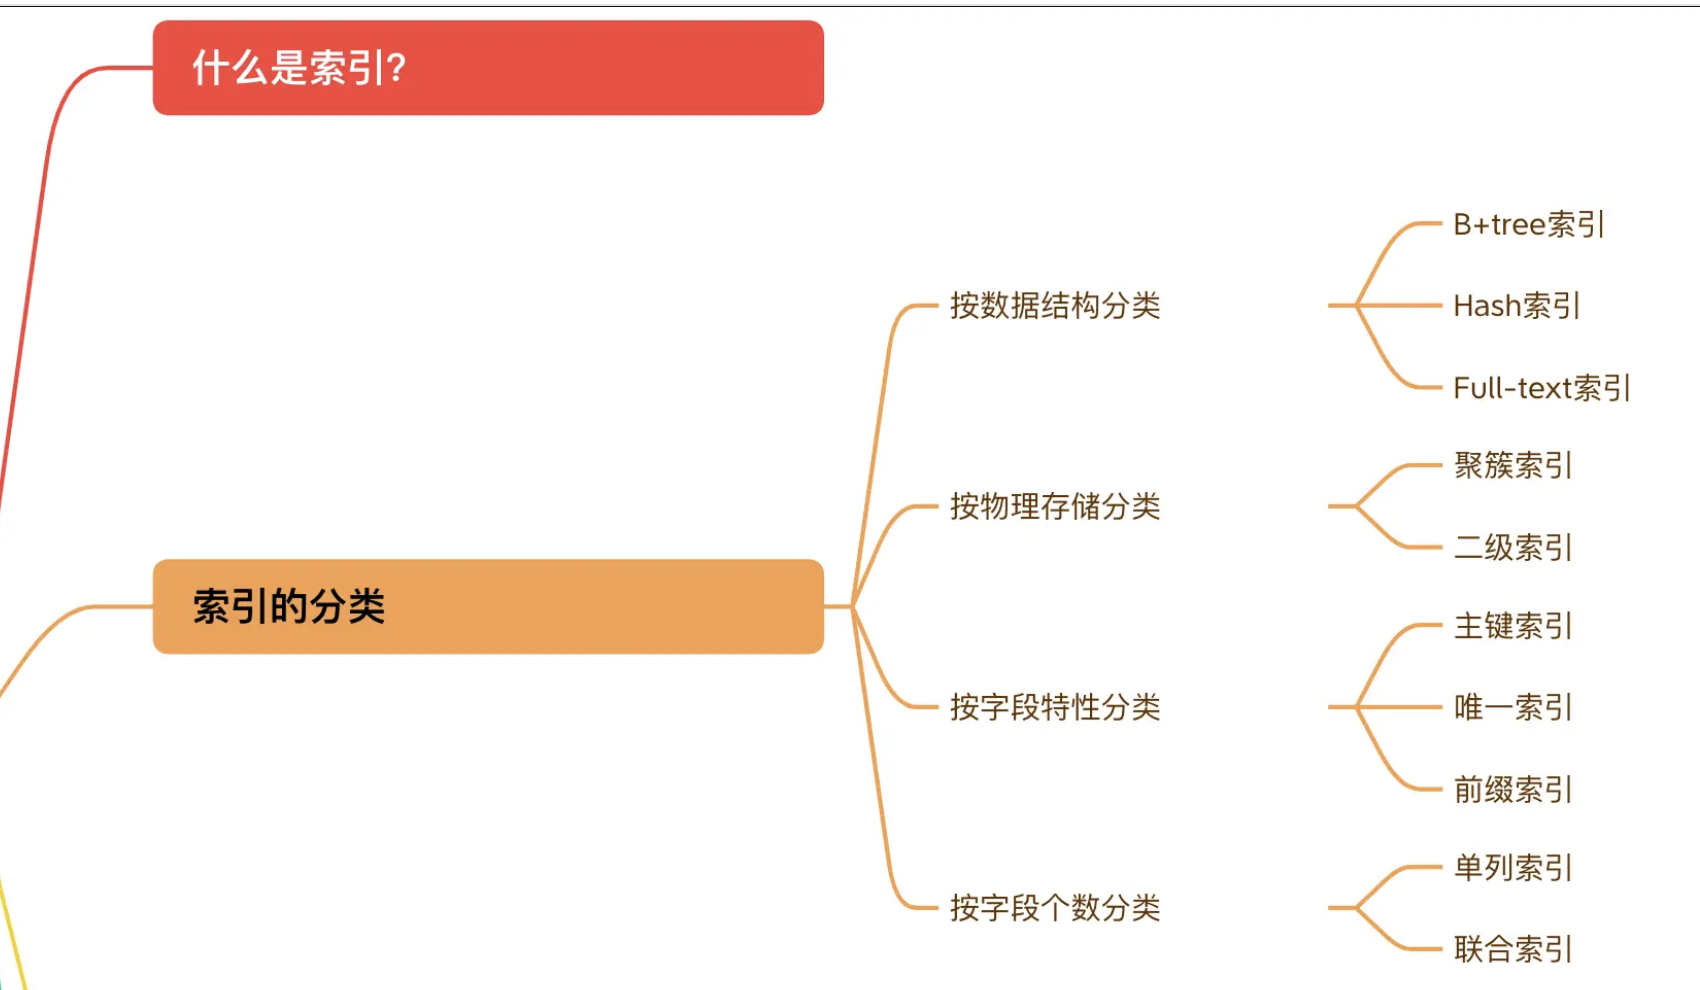 什么是索引?
索引的分类
按数据结构分类
B+tree索引
Hash索引
Full-text索引
按物理存储分类
聚簇索引
二级索引
按字段特性分类
主键索引
唯一索引
前缀索引
按字段个数分类
单列索引
联合索引